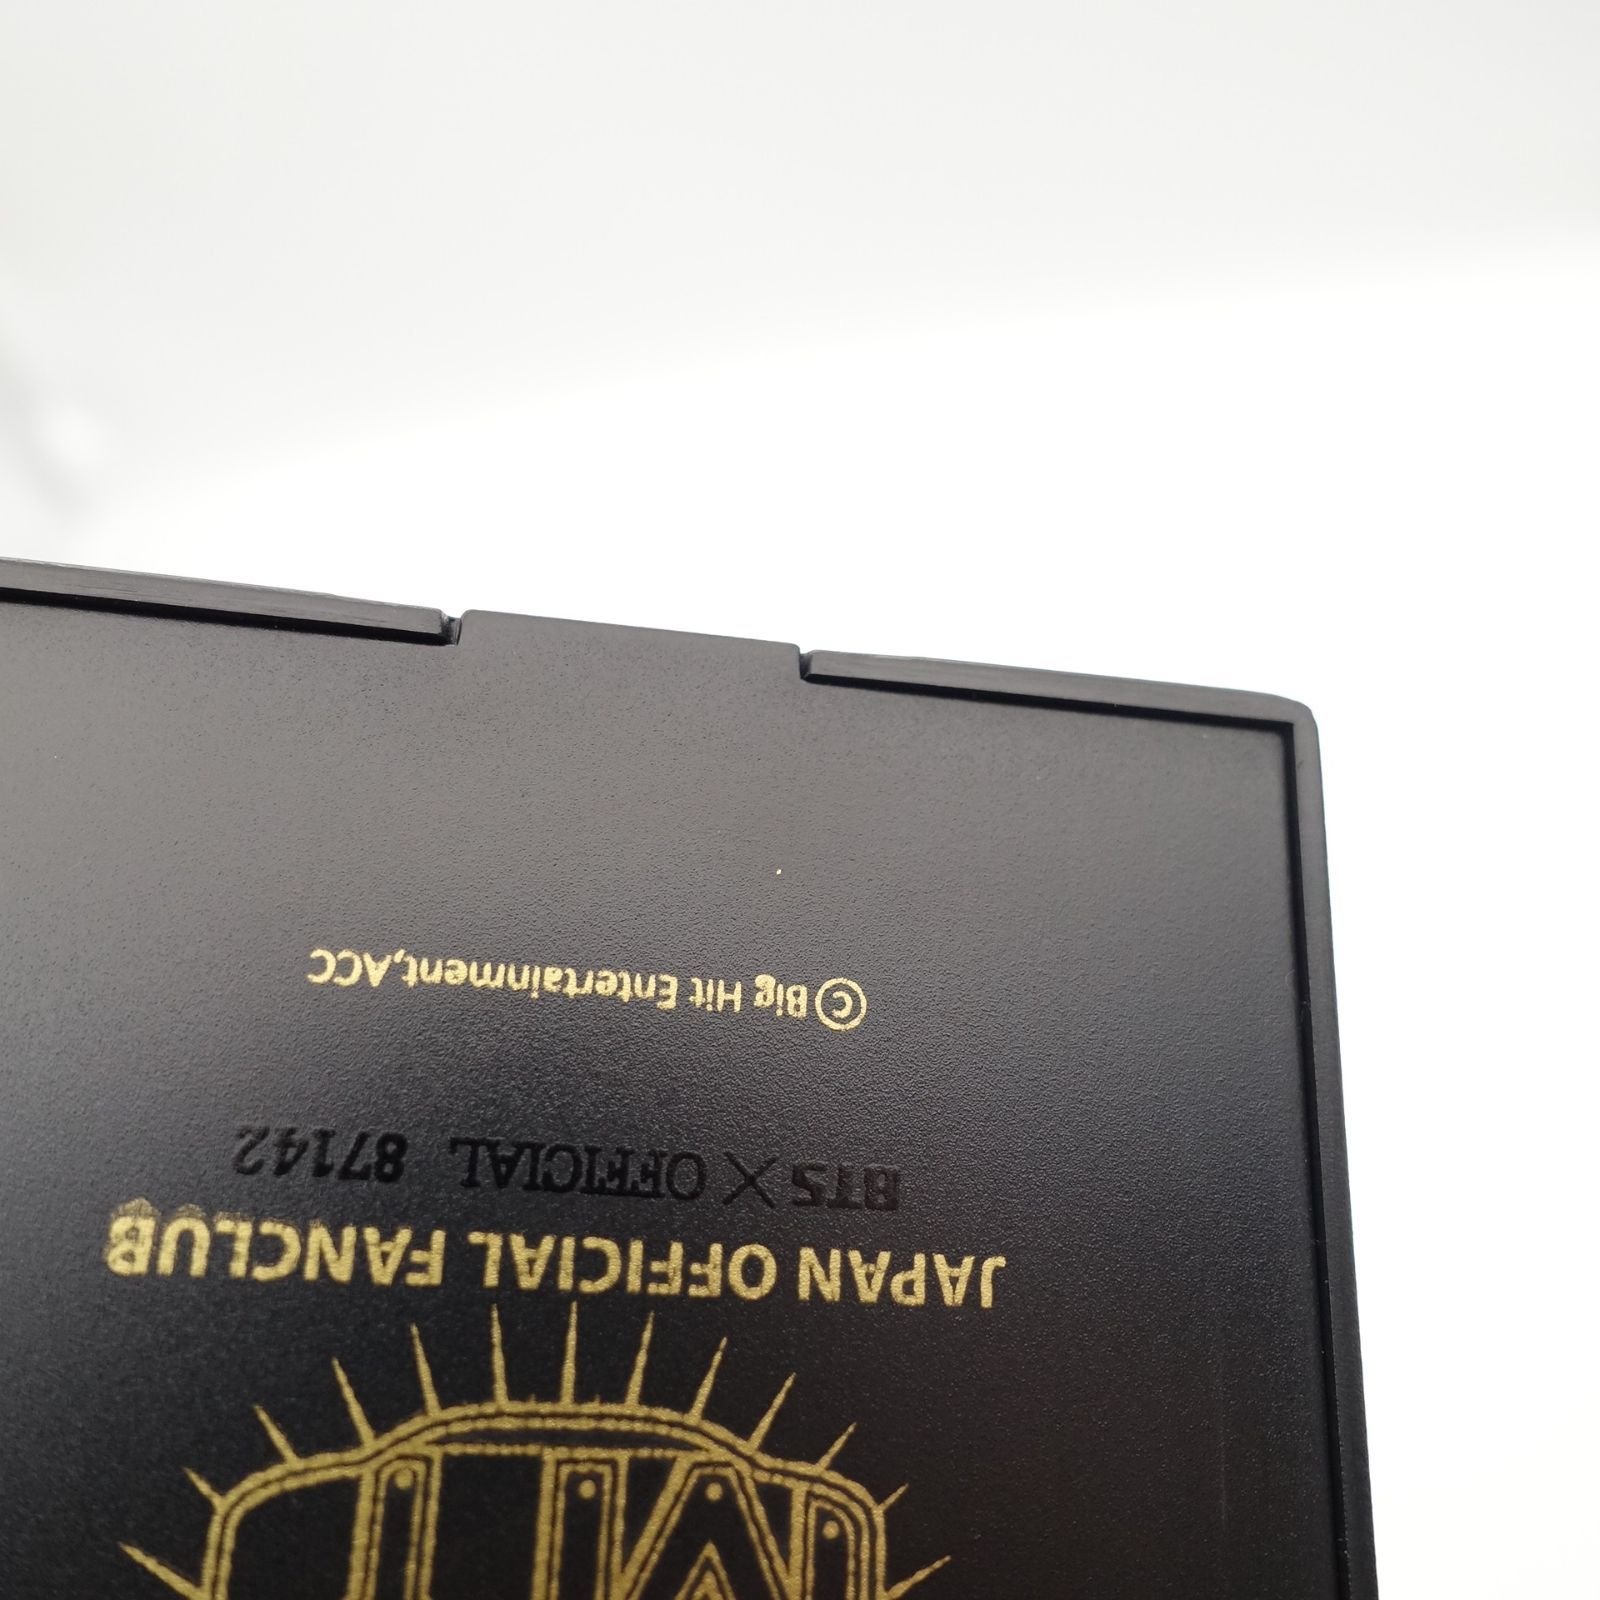 JAPAN OFFICIAL FANCLUB
BTS X OFFICIAL 87142
©Big Hit Entertainment,ACC